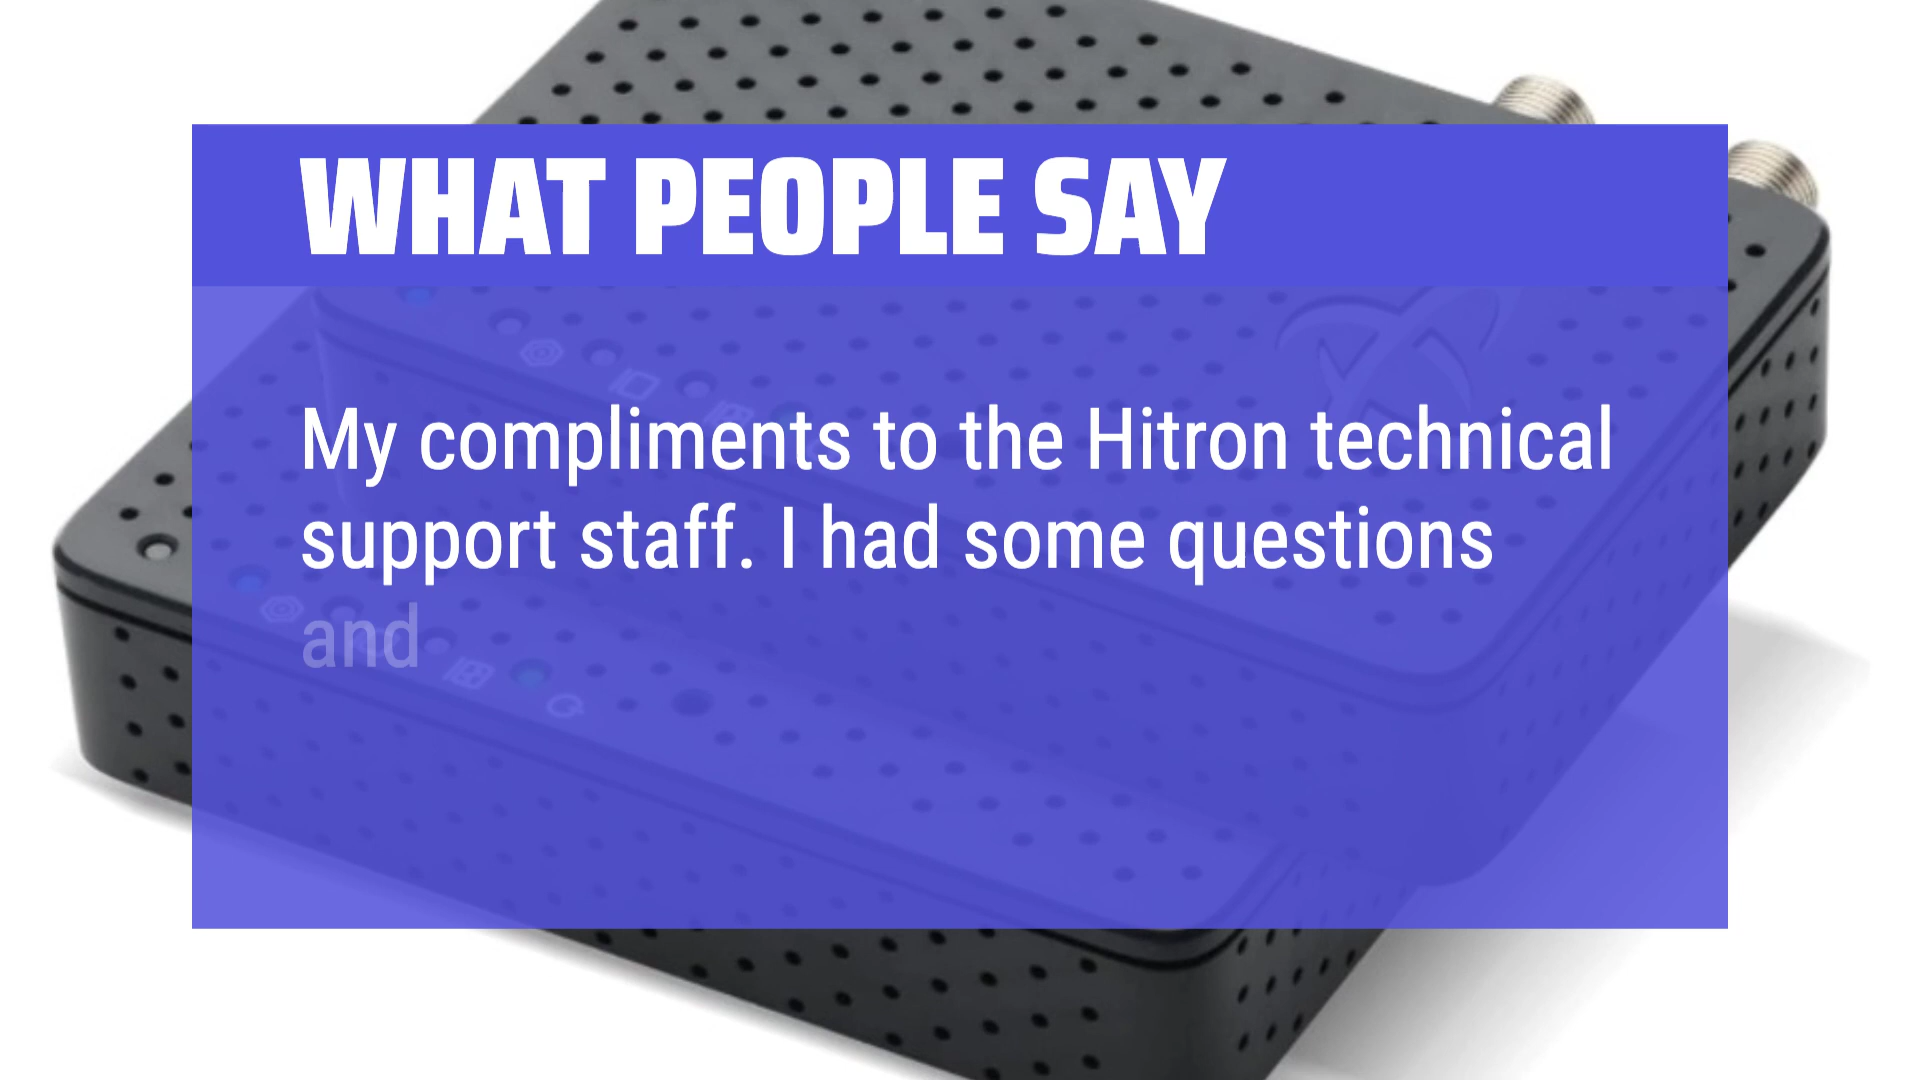 WHAT PEOPLE SAY
My compliments to the Hitron technical
support staff. I had some questions
and